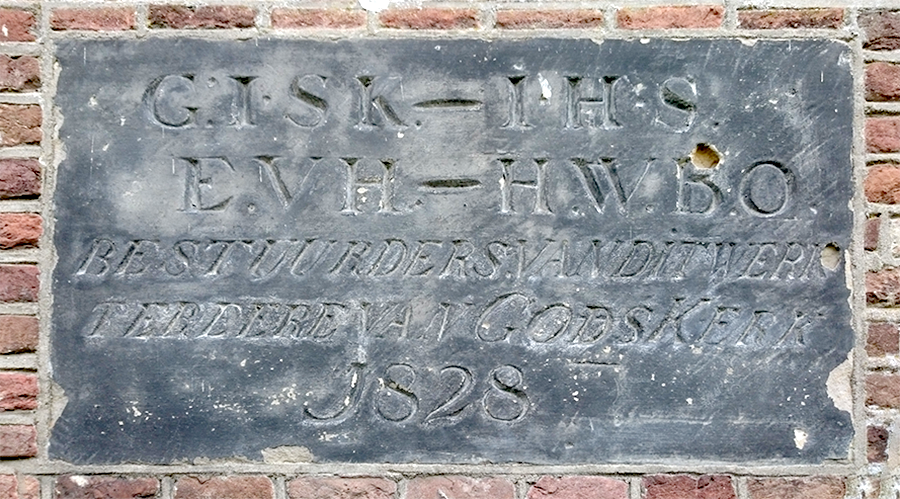 G.I.S.K.—I.H.S.
E.V.H.—H.W.B.O.
BESTUURDERS.VAN DIT WERK
TER EERE VAN GODS KERK
1828